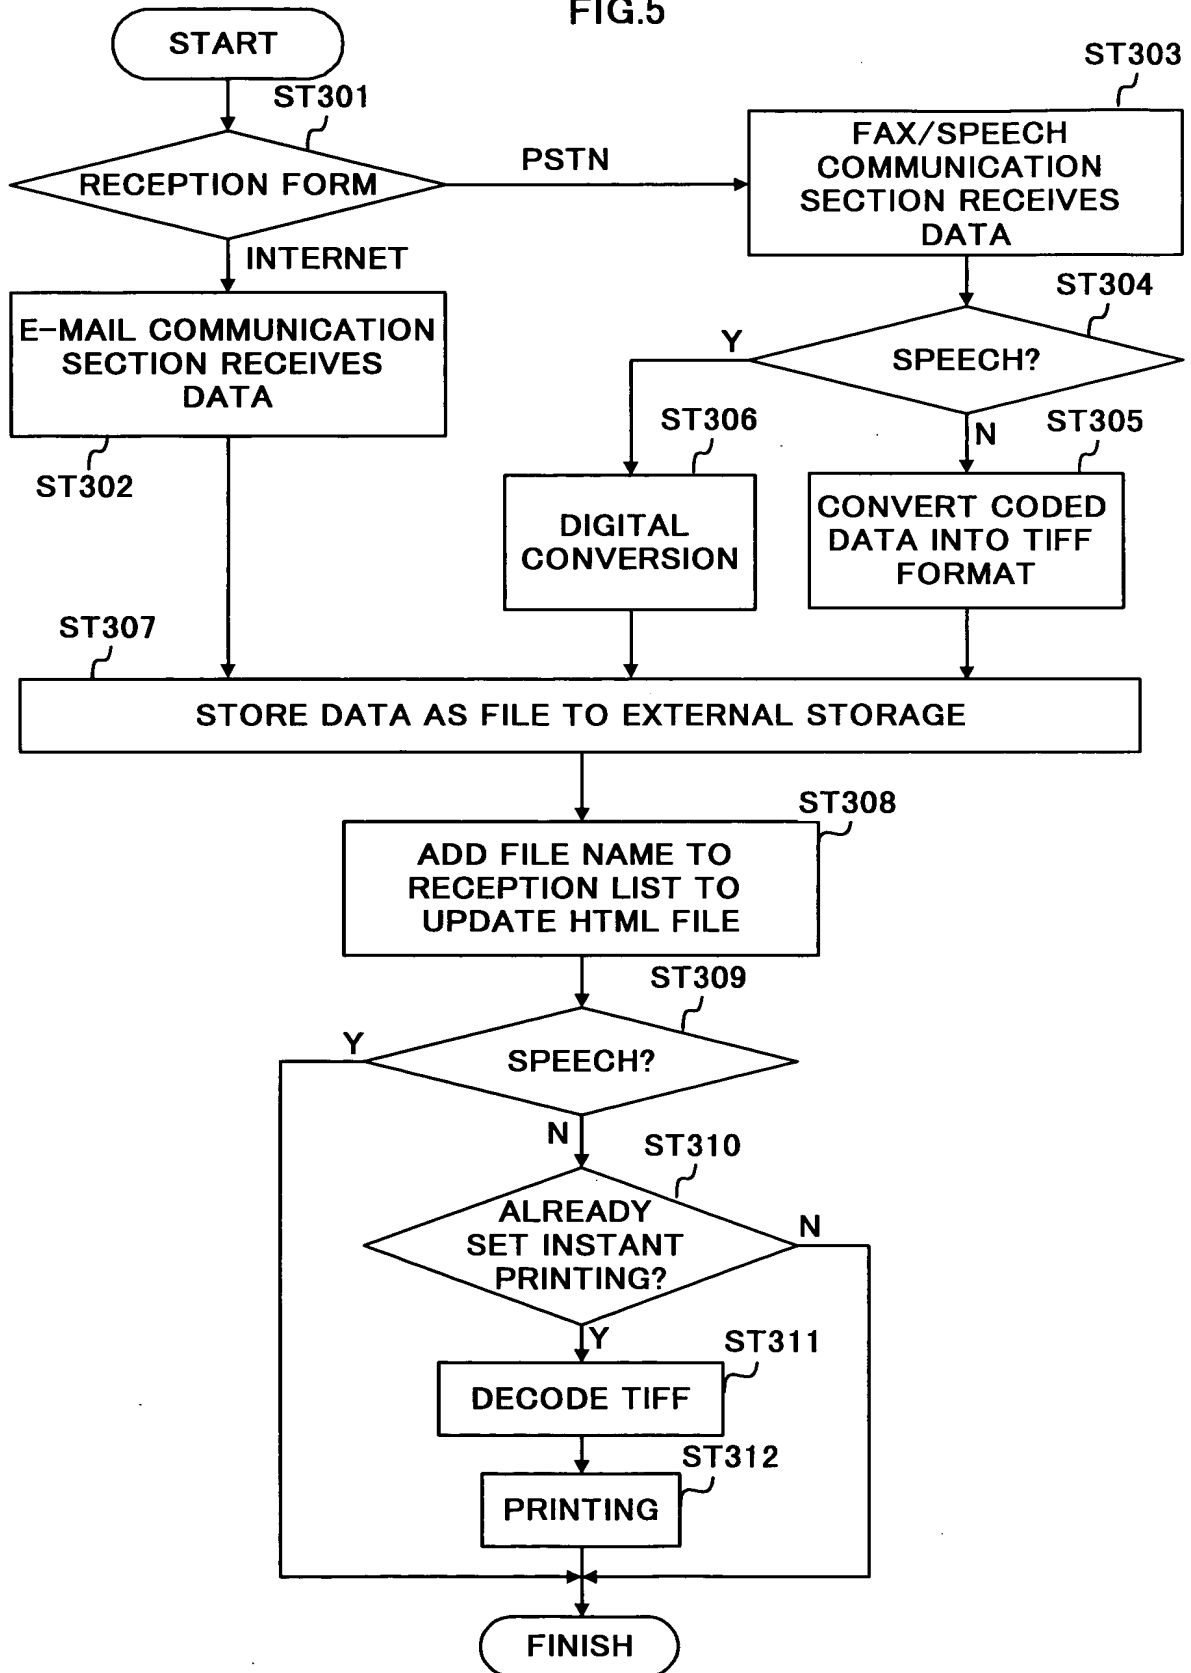 FIG.5
START
ST301
ST303
RECEPTION FORM
PSTN
FAX/SPEECH
COMMUNICATION
SECTION RECEIVES
DATA
INTERNET
E-MAIL COMMUNICATION
SECTION RECEIVES
DATA
ST302
ST304
Y
SPEECH?
N
ST306
ST305
DIGITAL
CONVERSION
CONVERT CODED
DATA INTO TIFF
FORMAT
ST307
STORE DATA AS FILE TO EXTERNAL STORAGE
ST308
ADD FILE NAME TO
RECEPTION LIST TO
UPDATE HTML FILE
ST309
Y
SPEECH?
N
ST310
ALREADY
SET INSTANT
PRINTING?
N
Y
ST311
DECODE TIFF
ST312
PRINTING
FINISH